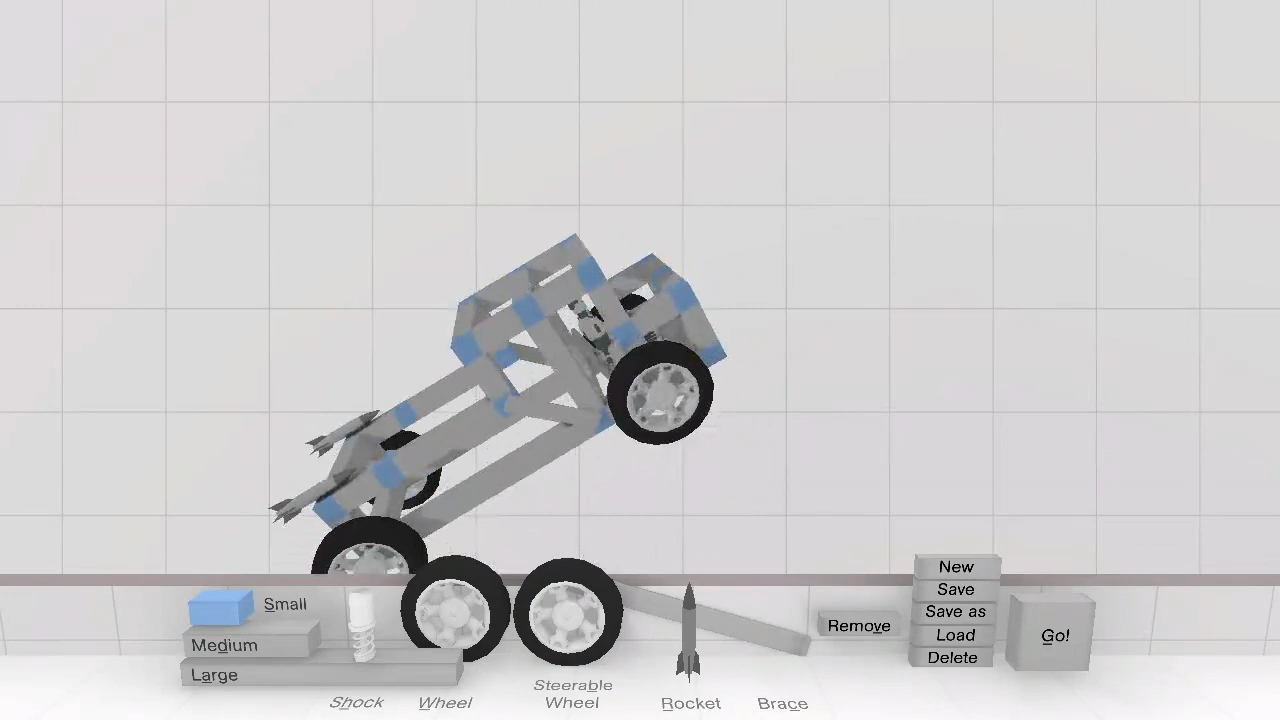 Small
Medium
Large
Shock
Wheel
Steerable
Wheel
Rocket
Brace
Remove
New
Save
Save as
Load
Delete
Go!